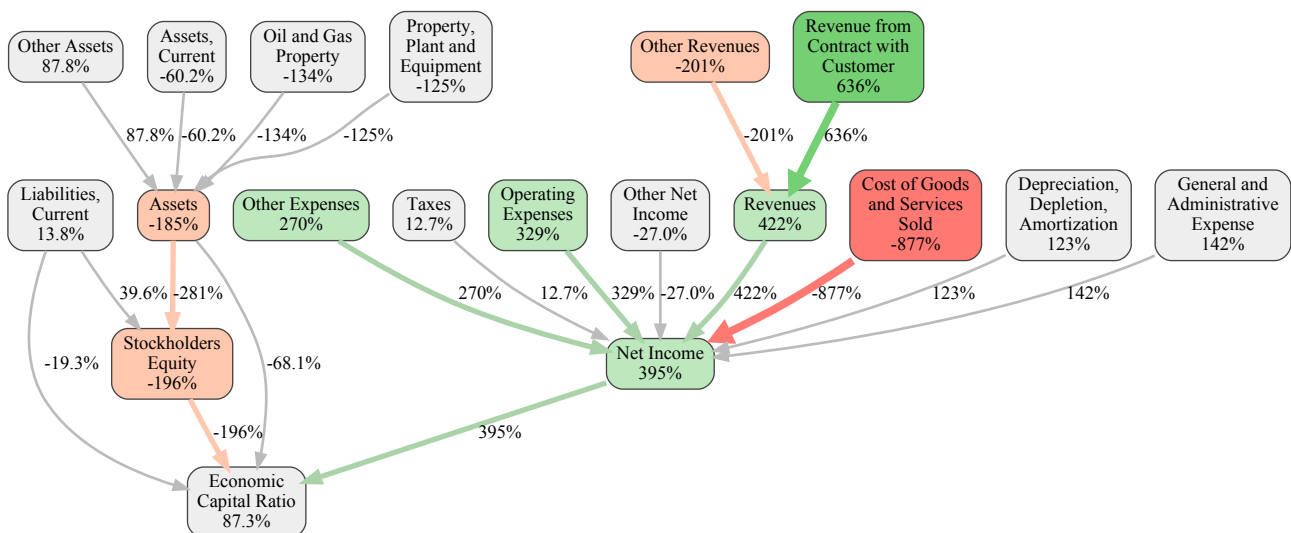 Other Assets
87.8%
Assets,
Current
-60.2%
Oil and Gas
Property
-134%
Property,
Plant and
Equipment
-125%
Other Revenues
-201%
Revenue from
Contract with
Customer
636%
87.8%
-60.2%
-134%
-125%
-201%
636%
Liabilities,
Current
13.8%
Assets
-185%
Other Expenses
270%
Taxes
12.7%
Operating
Expenses
329%
Other Net
Income
-27.0%
Revenues
422%
Cost of Goods
and Services
Sold
-877%
Depreciation,
Depletion,
Amortization
123%
General and
Administrative
Expense
142%
39.6%
-281%
270%
12.7%
329%
-27.0%
422%
-877%
123%
142%
-19.3%
Stockholders
Equity
-196%
-68.1%
Net Income
395%
-196%
395%
Economic
Capital Ratio
87.3%